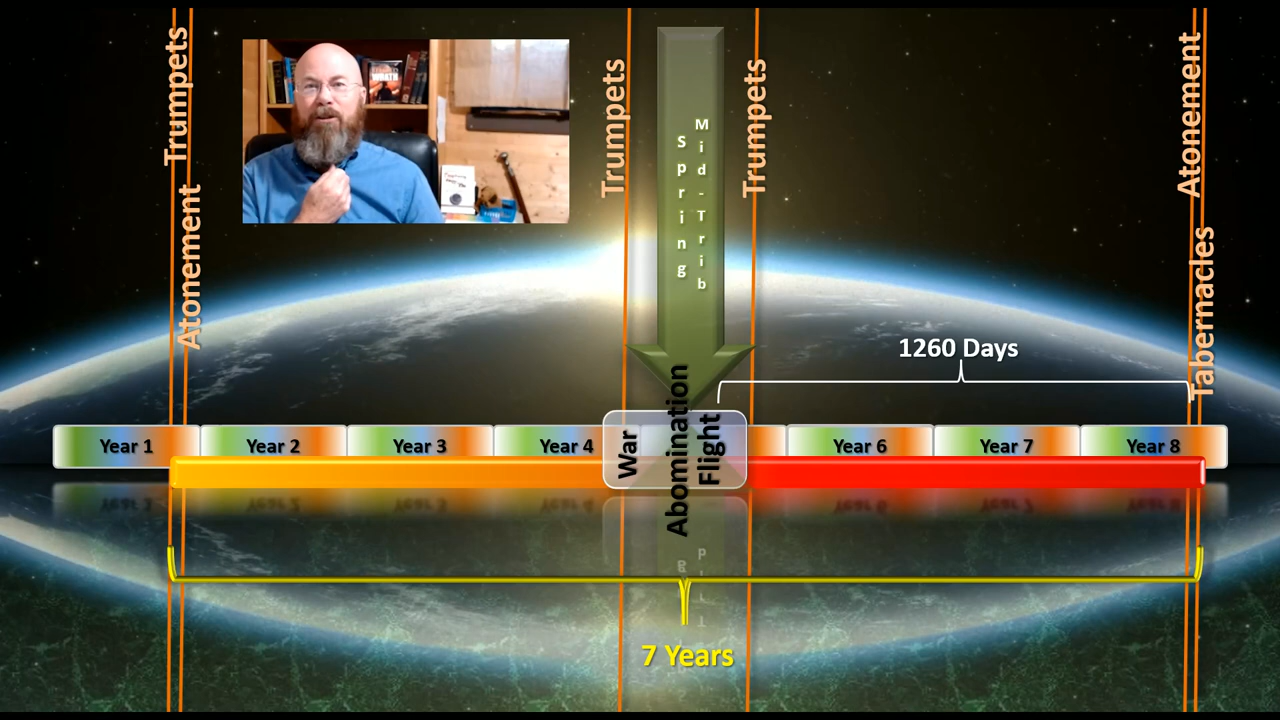 Trumpets
Atonement
WRATH
Trumpets
Spring
Mid-Trib
Trumpets
Atonement
Tabernacles
1260 Days
Year 1
Year 2
Year 3
Year 4
War
Abomination
Flight
Year 6
Year 7
Year 8
7 Years